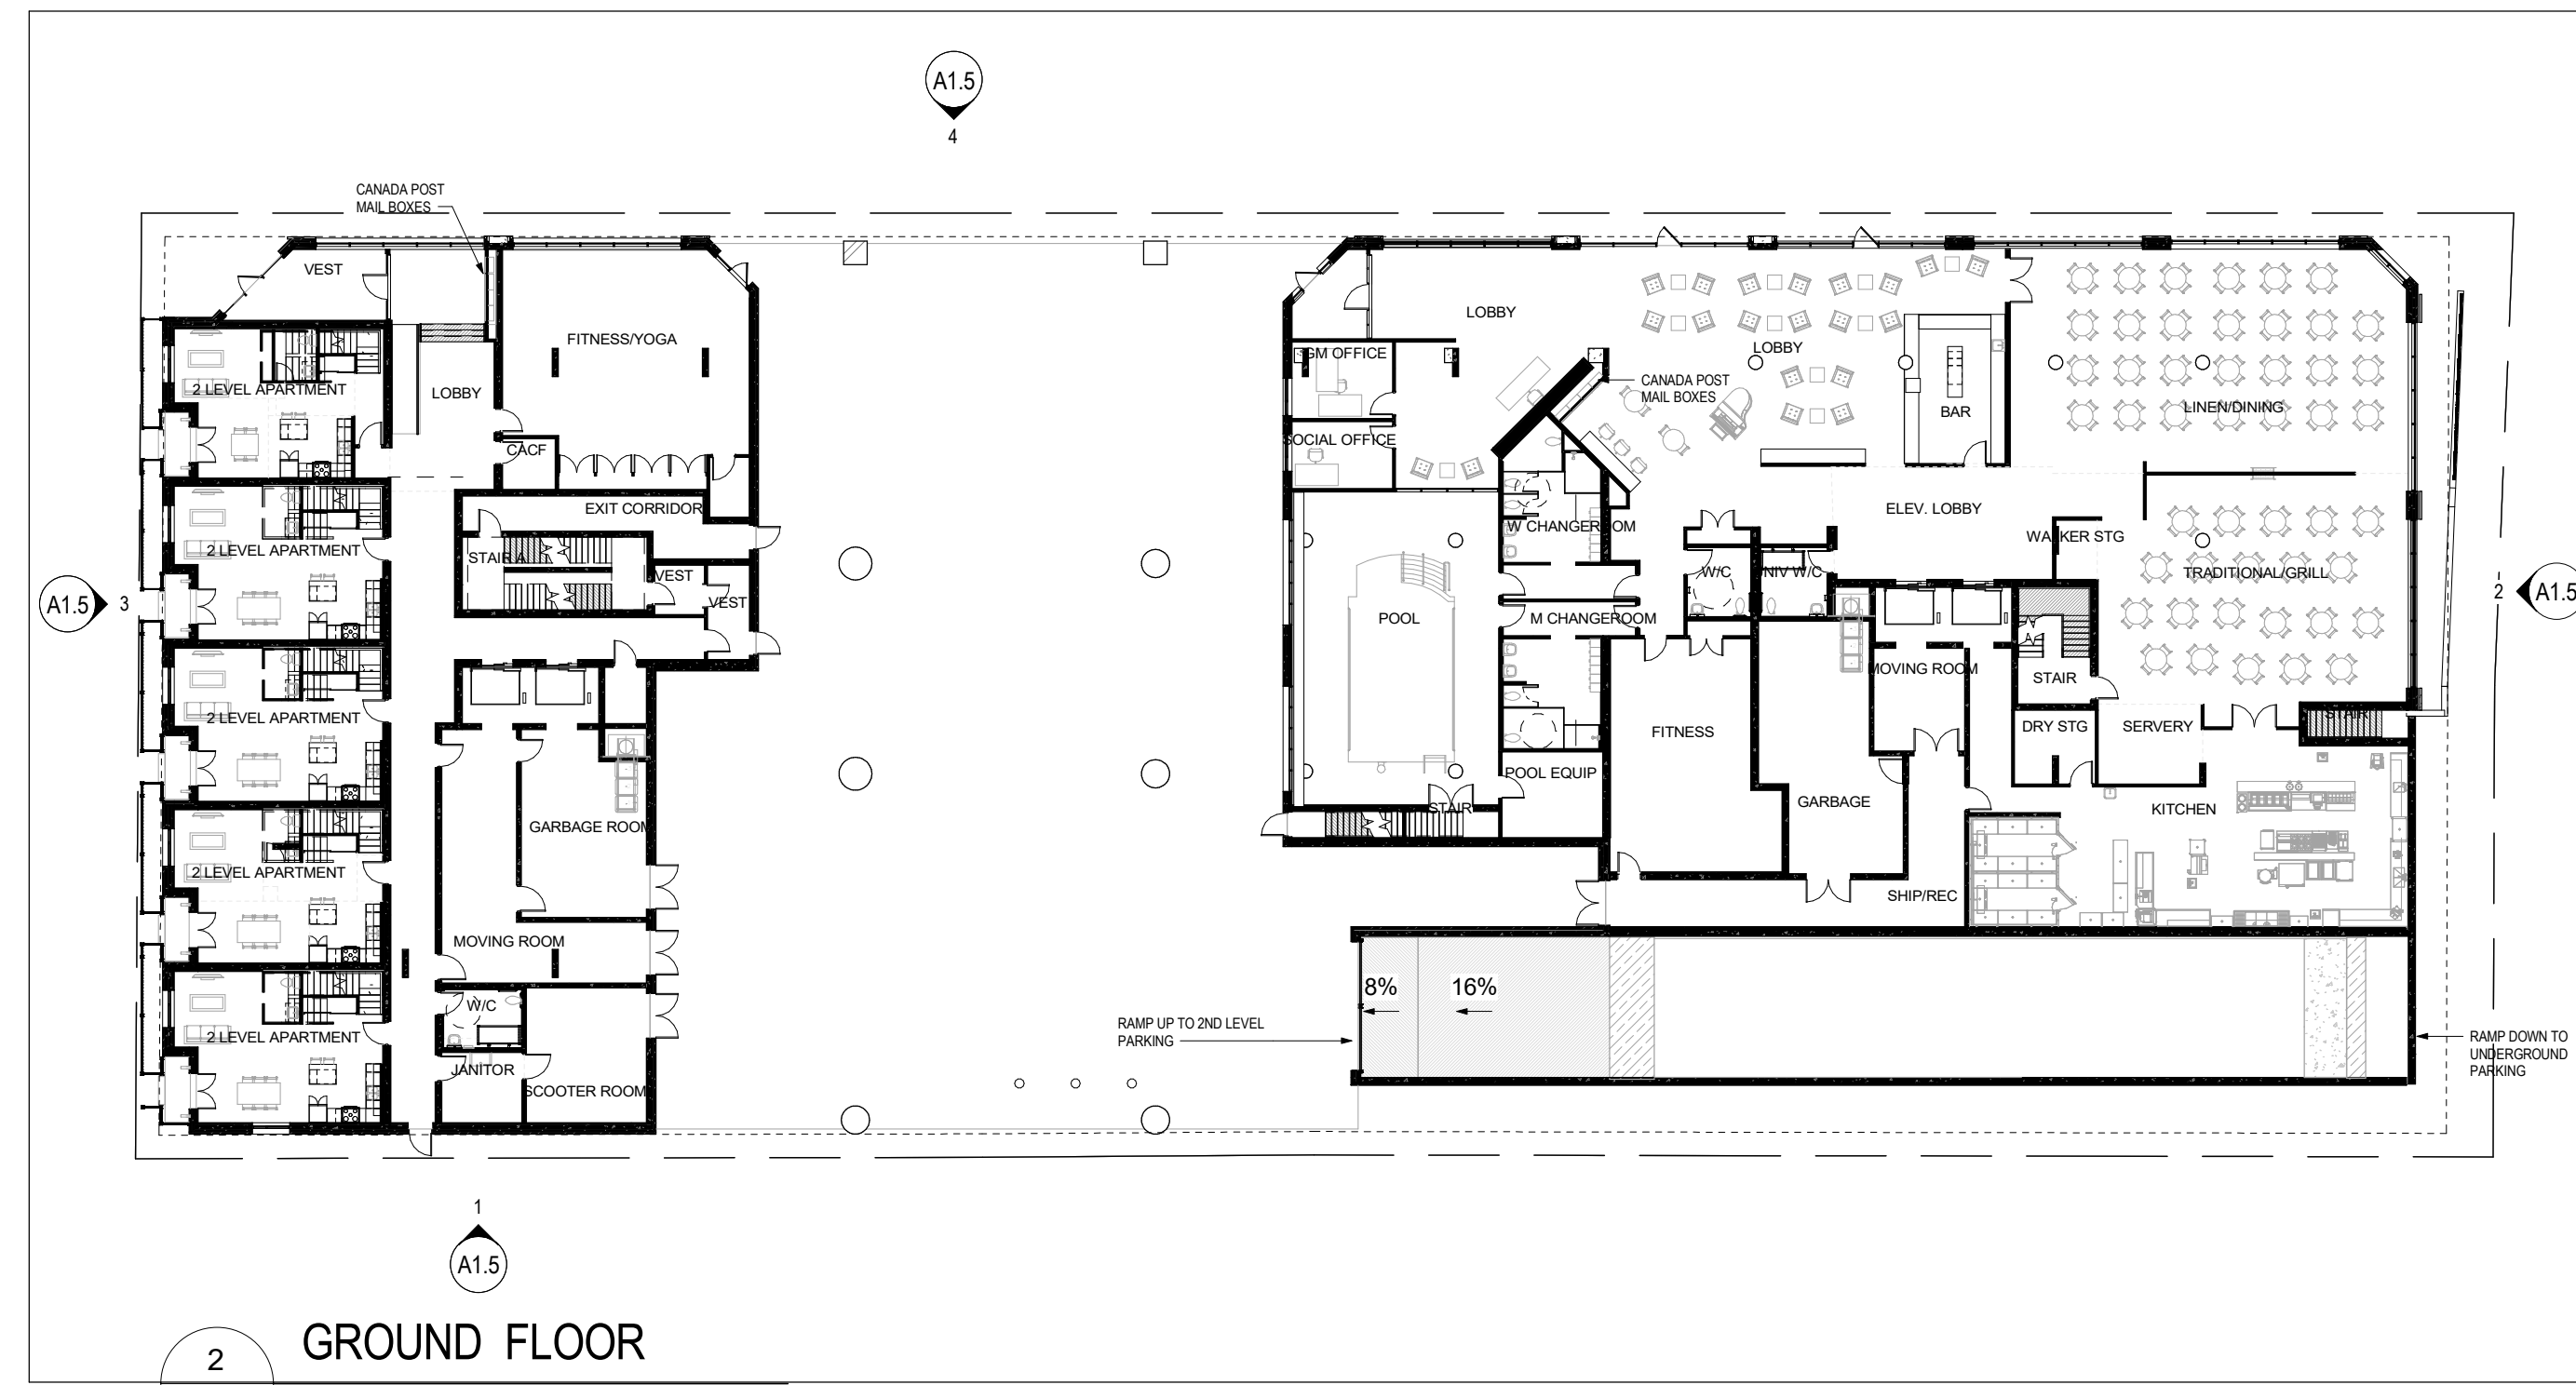 A1.5
4
CANADA POST
MAIL BOXES
VEST
FITNESS/YOGA
LOBBY
LOBBY
LOBBY
GM OFFICE
2 LEVEL APARTMENT
LOBBY
CANADA POST
MAIL BOXES
BAR
LINEN/DINING
CACF
SOCIAL OFFICE
EXIT CORRIDOR
ELEV. LOBBY
W CHANGEROOM
WALKER STG
2 LEVEL APARTMENT
STAIR A
VEST
W/C
UNIV W/C
TRADITIONAL/GRILL
A1.5
3
VEST
POOL
M CHANGEROOM
2
A1.5
MOVING ROOM
STAIR
2 LEVEL APARTMENT
FITNESS
DRY STG
SERVERY
STAIR
POOL EQUIP
GARBAGE ROOM
STAIR
GARBAGE
KITCHEN
2 LEVEL APARTMENT
SHIP/REC
MOVING ROOM
8%
16%
W/C
RAMP UP TO 2ND LEVEL
PARKING
2 LEVEL APARTMENT
RAMP DOWN TO
UNDERGROUND
PARKING
JANITOR
SCOOTER ROOM
1
A1.5
2
GROUND FLOOR